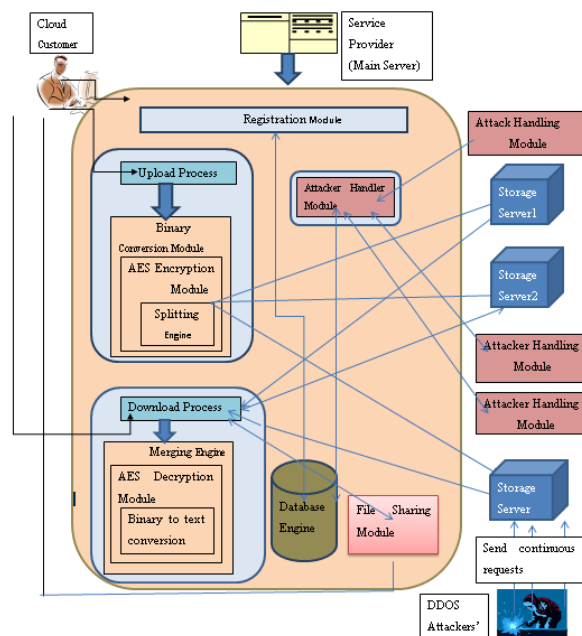 Cloud
Customer
Service
Provider
(Main Server)
Registration Module
Attack Handling
Module
Upload Process
Attacker Handler
Module
Storage
Server1
Binary
Conversion Module
AES Encryption
Module
Splitting
Engine
Storage
Server2
Attacker Handling
Module
Download Process
Attacker Handling
Module
Merging Engine
AES Decryption
Module
Binary to text
conversion
Database
Engine
File Sharing
Module
Storage
Server
Send continuous
requests
DDOS
Attackers'